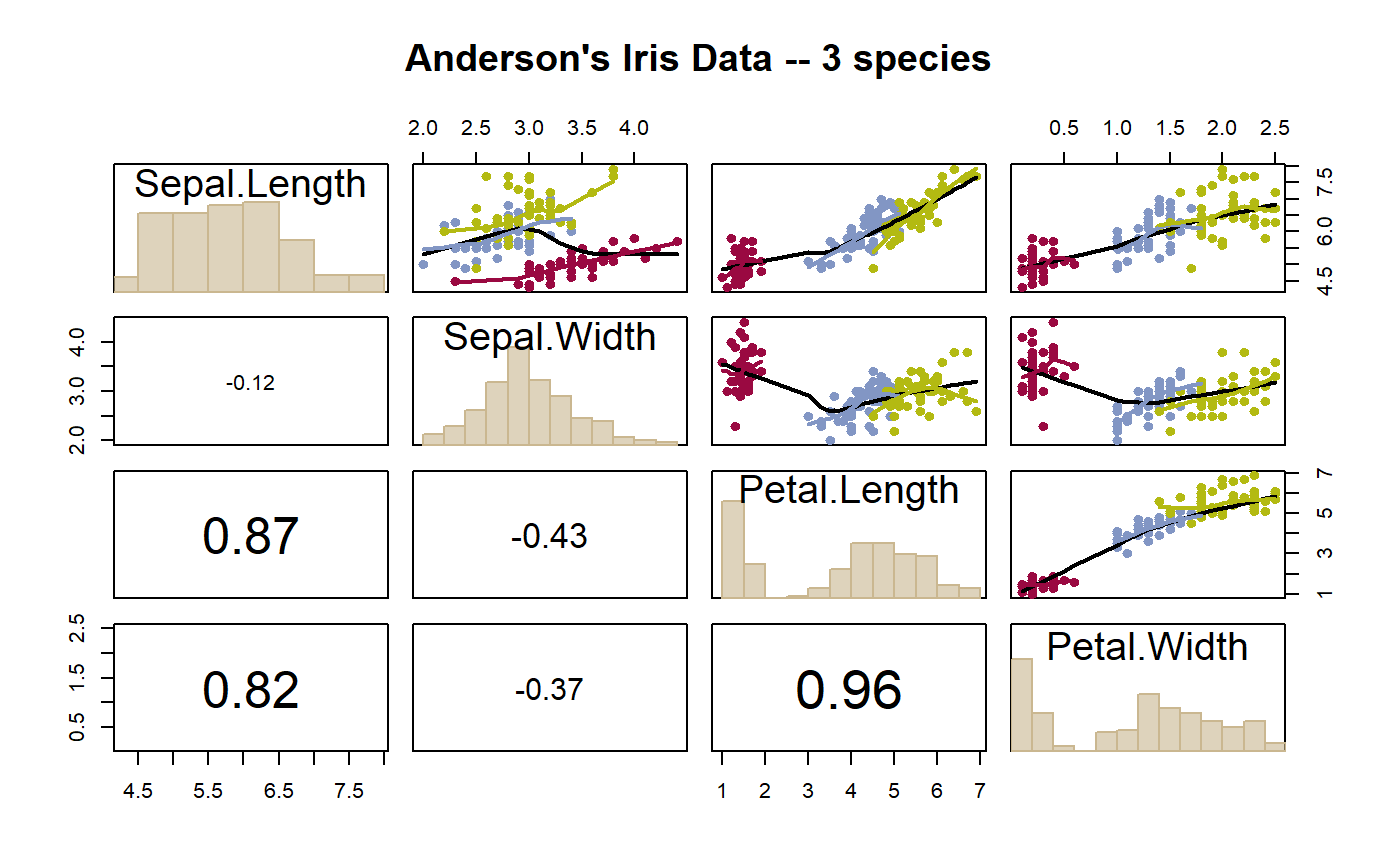 Anderson's Iris Data -- 3 species
2.0 2.5 3.0 3.5 4.0
0.5 1.0 1.5 2.0 2.5
Sepal.Length
4.5 6.0 7.5
2.0 3.0 4.0
-0.12
Sepal.Width
0.87
-0.43
Petal.Length
1 3 5 7
0.5 1.5 2.5
0.82
-0.37
0.96
Petal.Width
4.5 5.5 6.5 7.5
1 2 3 4 5 6 7